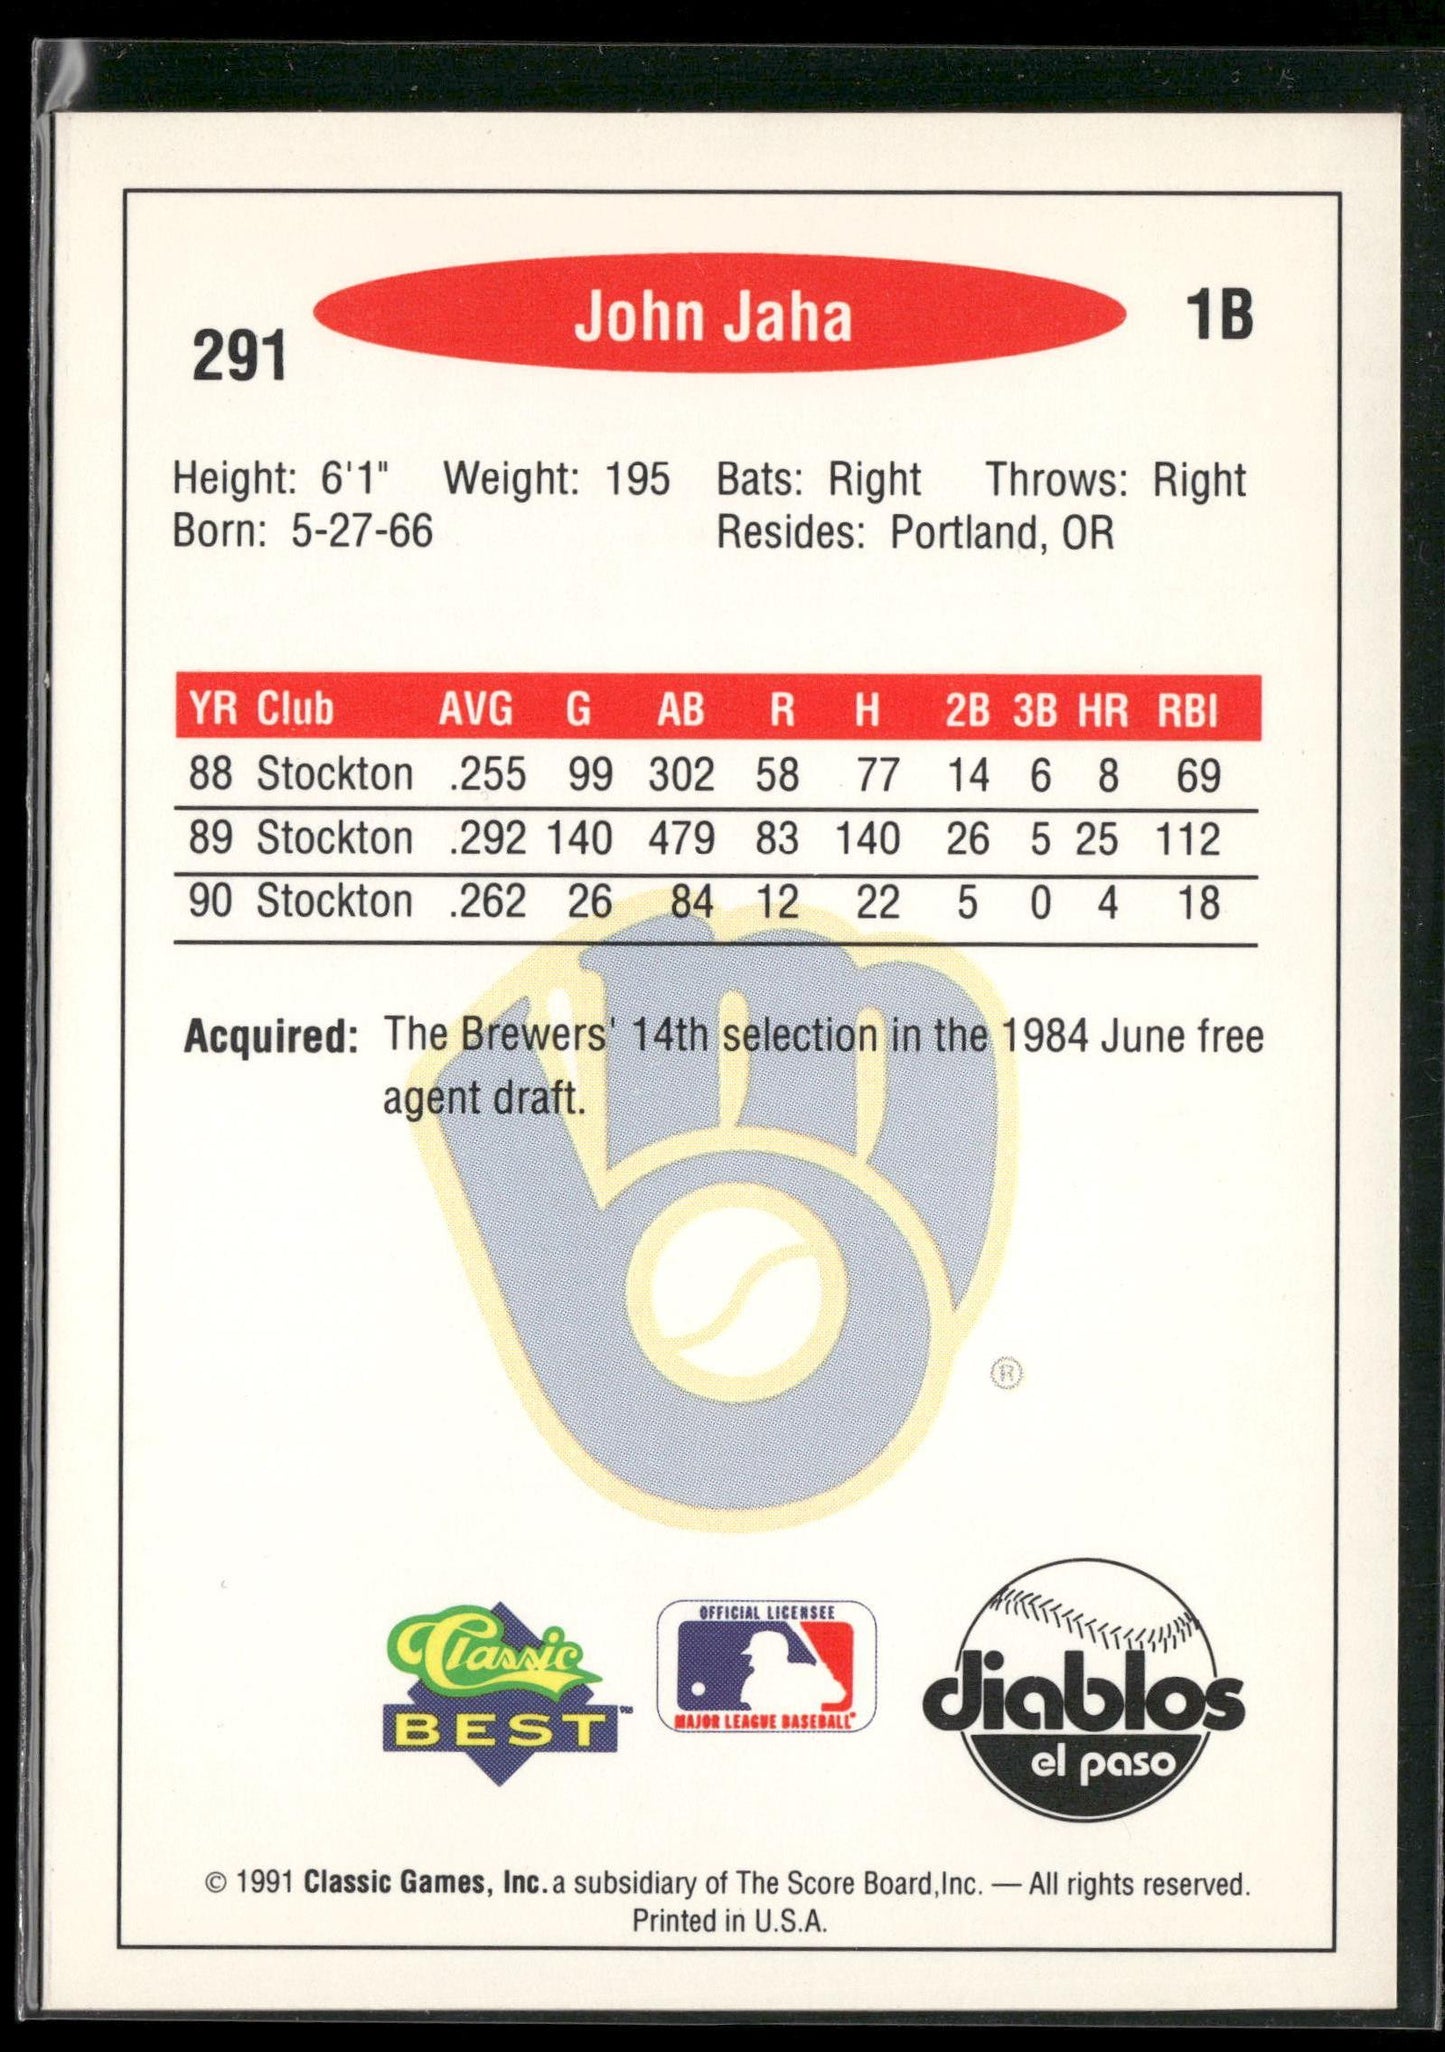 John Jaha
1B
291
Height: 6'1" Weight: 195 Bats: Right Throws: Right
Born: 5-27-66 Resides: Portland, OR
YR Club AVG G AB R H 2B 3B HR RBI
88 Stockton .255 99 302 58 77 14 6 8 69
89 Stockton .292 140 479 83 140 26 5 25 112
90 Stockton .262 26 84 12 22 5 0 4 18
Acquired: The Brewers' 14th selection in the 1984 June free
agent draft.
®
Classic
BEST™
OFFICIAL LICENSEE
MAJOR LEAGUE BASEBALL
diablos
el paso
© 1991 Classic Games, Inc. a subsidiary of The Score Board,Inc. — All rights reserved.
Printed in U.S.A.